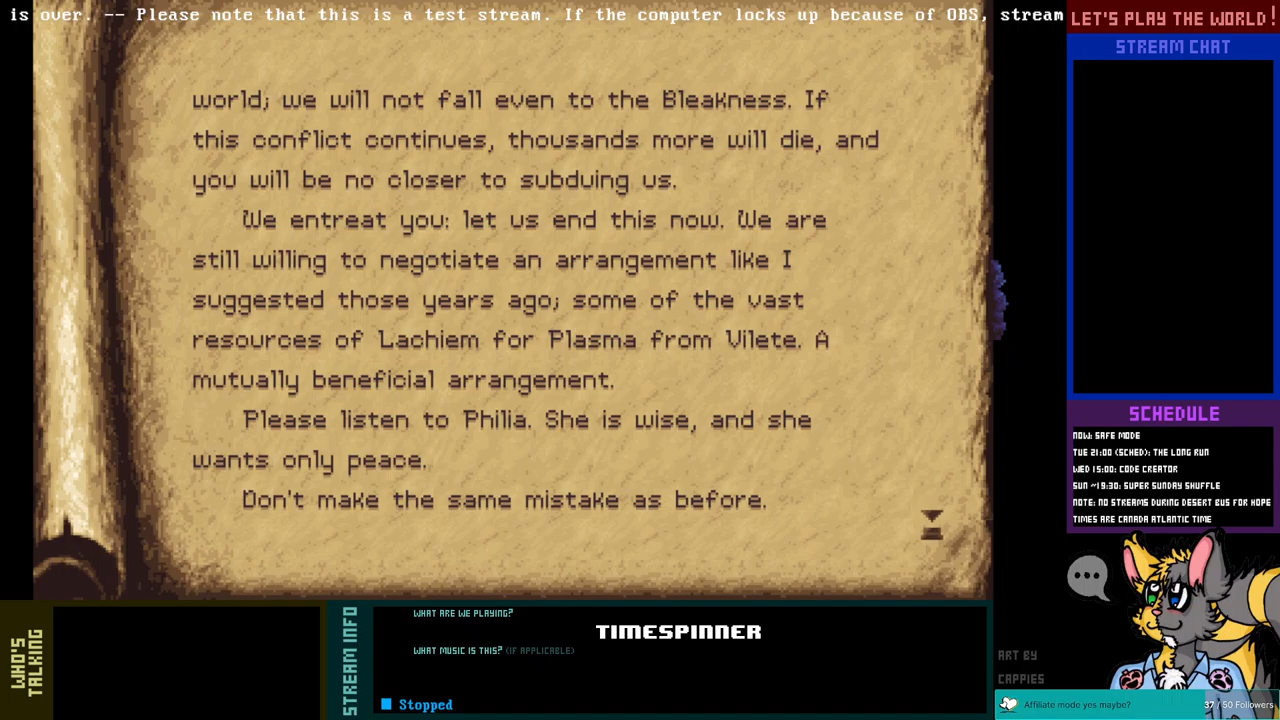 is over. -- Please note that this is a test stream. If the computer locks up because of OBS, stream
LET'S PLAY THE WORLD!
STREAM CHAT
world; we will not fall even to the Bleakness. If
this conflict continues, thousands more will die, and
you will be no closer to subduing us.
We entreat you: let us end this now. We are
still willing to negotiate an arrangement like I
suggested those years ago; some of the vast
resources of Lachiem for Plasma from Vilete. A
mutually beneficial arrangement.
Please listen to Philia. She is wise, and she
wants only peace.
Don't make the same mistake as before.
SCHEDULE
NOW: SAFE MODE
TUE 21:00 (SCHED): THE LONG RUN
WED 15:00: CODE CREATOR
SUN ~19:30: SUPER SUNDAY SHUFFLE
NOTE: NO STREAMS DURING DESERT BUS FOR HOPE
TIMES ARE CANADA ATLANTIC TIME
WHO'S
TALKING
STREAM INFO
WHAT ARE WE PLAYING?
TIMESPINNER
WHAT MUSIC IS THIS? (IF APPLICABLE)
Stopped
ART BY
CAPPIES
Affiliate mode yes maybe?
37 / 50 Followers